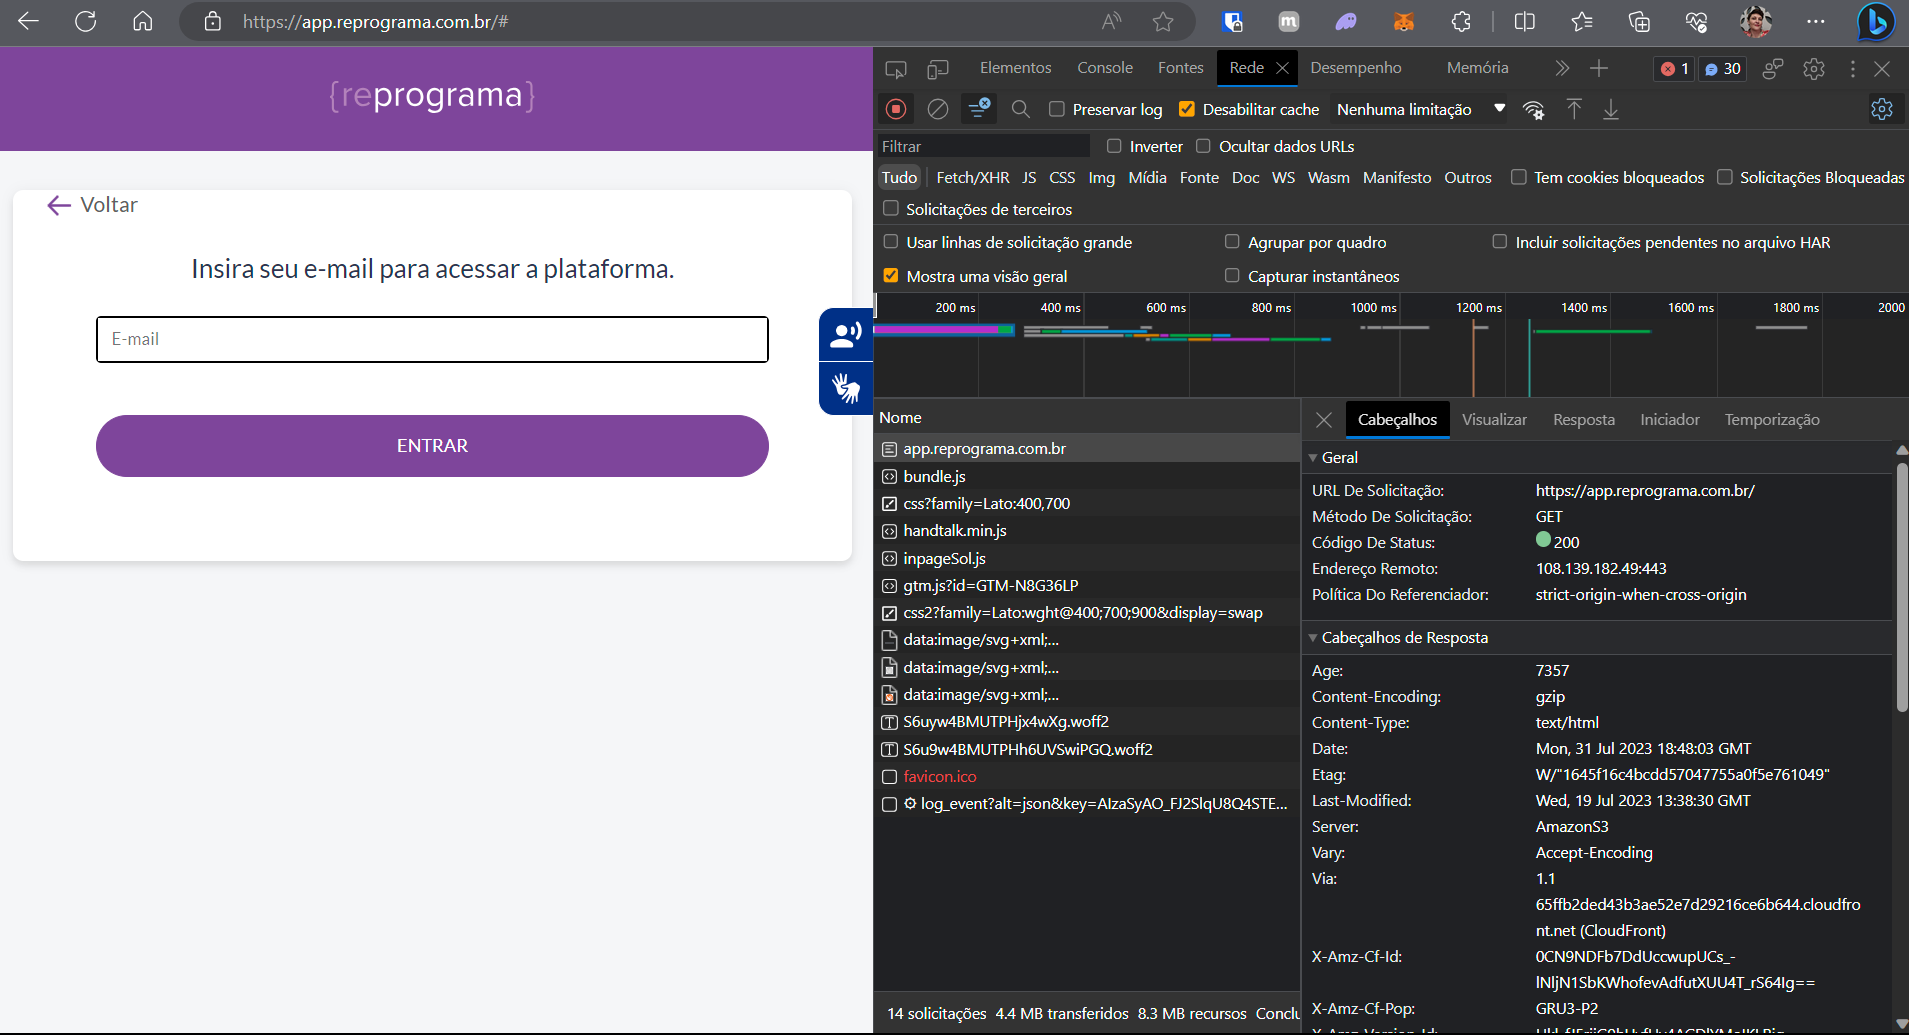 https://app.reprograma.com.br/#
{reprograma}
Voltar
Insira seu e-mail para acessar a plataforma.
E-mail
ENTRAR
Elementos Console Fontes Rede Desempenho Memória 1 30
Preservar log Desabilitar cache Nenhuma limitação
Filtrar Inverter Ocultar dados URLs
Tudo Fetch/XHR JS CSS Img Mídia Fonte Doc WS Wasm Manifesto Outros Tem cookies bloqueados Solicitações Bloqueadas
Solicitações de terceiros
Usar linhas de solicitação grande Agrupar por quadro Incluir solicitações pendentes no arquivo HAR
Mostra uma visão geral Capturar instantâneos
200 ms 400 ms 600 ms 800 ms 1000 ms 1200 ms 1400 ms 1600 ms 1800 ms 2000
Nome
app.reprograma.com.br
bundle.js
css?family=Lato:400,700
handtalk.min.js
inpageSol.js
gtm.js?id=GTM-N8G36LP
css2?family=Lato:wght@400;700;900&display=swap
data:image/svg+xml;...
data:image/svg+xml;...
data:image/svg+xml;...
S6uyw4BMUTPHjx4wXg.woff2
S6u9w4BMUTPHh6UVSwiPGQ.woff2
favicon.ico
log_event?alt=json&key=AIzaSyAO_FJ2SlqU8Q4STE...
14 solicitações 4.4 MB transferidos 8.3 MB recursos Conclu
Cabeçalhos Visualizar Resposta Iniciador Temporização
Geral
URL De Solicitação: https://app.reprograma.com.br/
Método De Solicitação: GET
Código De Status: 200
Endereço Remoto: 108.139.182.49:443
Política Do Referenciador: strict-origin-when-cross-origin
Cabeçalhos de Resposta
Age: 7357
Content-Encoding: gzip
Content-Type: text/html
Date: Mon, 31 Jul 2023 18:48:03 GMT
Etag: W/"1645f16c4bcdd57047755a0f5e761049"
Last-Modified: Wed, 19 Jul 2023 13:38:30 GMT
Server: AmazonS3
Vary: Accept-Encoding
Via: 1.1
65ffb2ded43b3ae52e7d29216ce6b644.cloudfro
nt.net (CloudFront)
X-Amz-Cf-Id: 0CN9NDFb7DdUccwupUCs_-
lNljN1SbKWhofevAdfutXUU4T_rS64Ig==
X-Amz-Cf-Pop: GRU3-P2